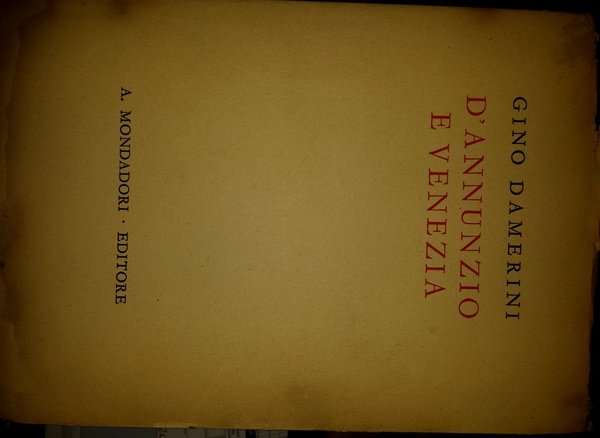 GINO DAMERINI
D'ANNUNZIO
E VENEZIA
A. MONDADORI · EDITORE